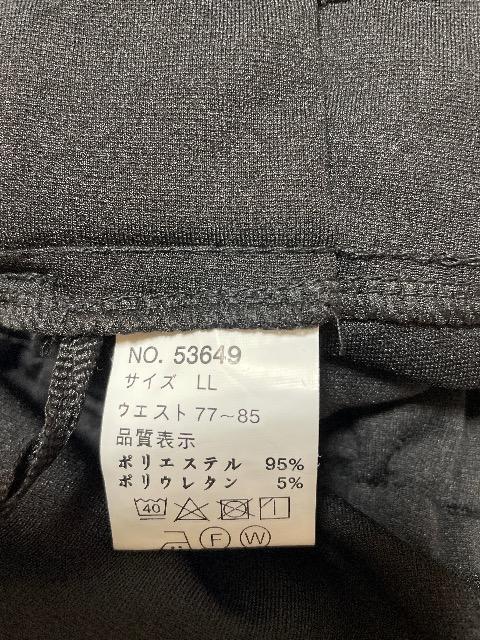 NO. 53649
サイズ LL
ウエスト 77～85
品質表示
ポリエステル 95%
ポリウレタン 5%
40
F W